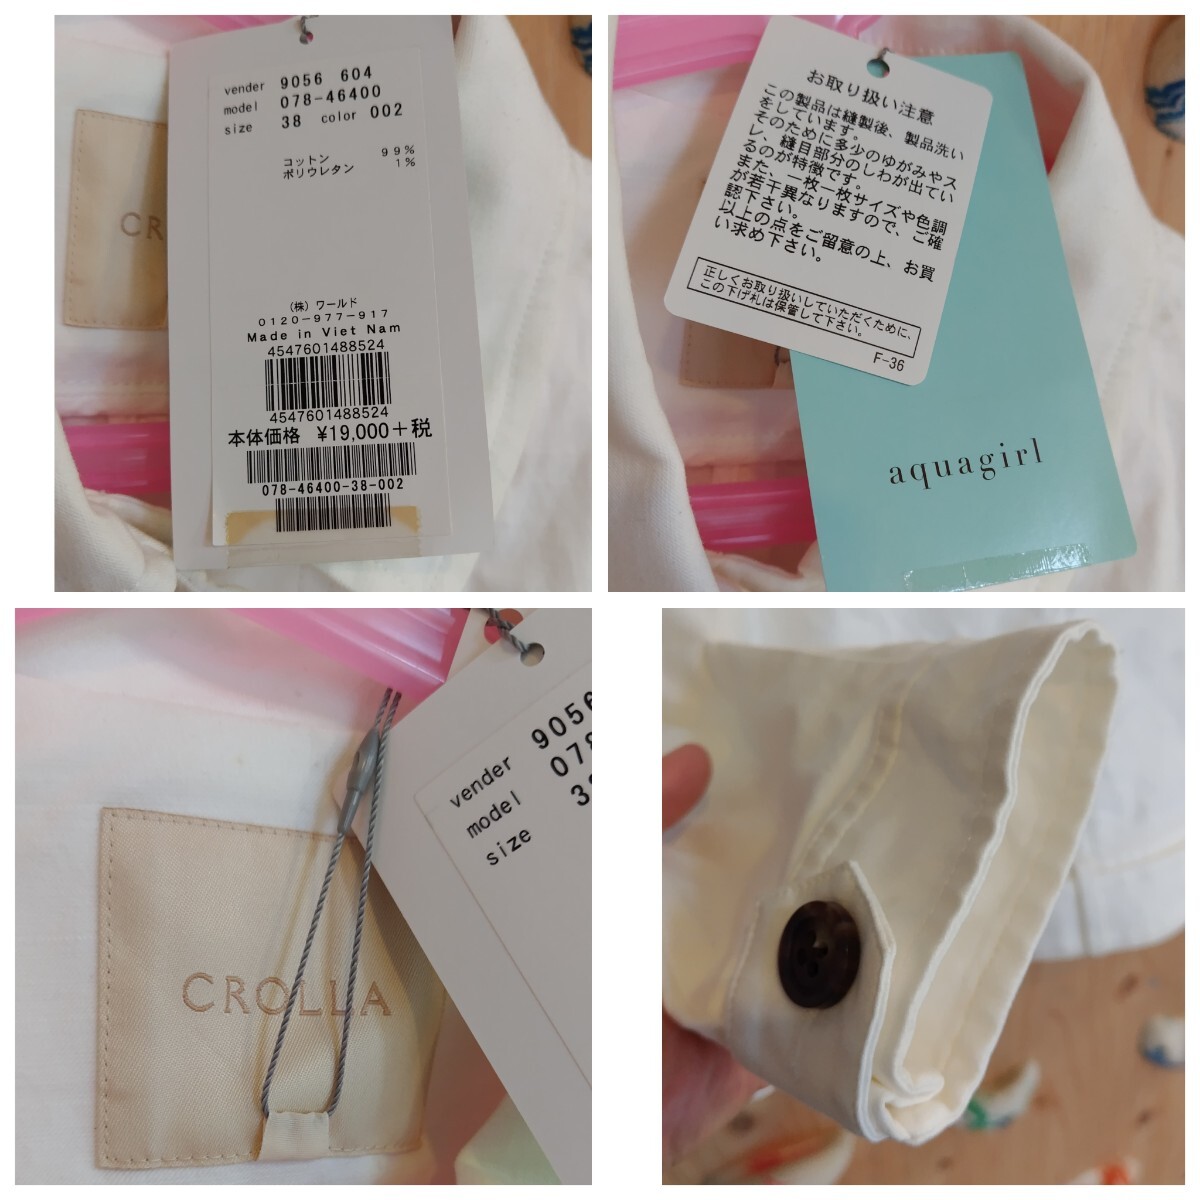 vender 9056 604
model 078-46400
size 38 color 002
コットン 99%
ポリウレタン 1%
CR
(株) ワールド
0120-977-917
Made in Viet Nam
4547601488524
4547601488524
本体価格 ¥19,000+税
078-46400-38-002
お取り扱い注意
この製品は縫製後、製品洗い
をしています。
そのために多少のゆがみやス
レ、縫目部分のしわが出てい
るのが特徴です。
また、一枚一枚サイズや色調
が若干異なりますので、ご確
認下さい。
以上の点をご留意の上、お買
い求め下さい。
正しくお取り扱いしていただくために、
この下げ札は保管して下さい。
F-36
aquagirl
CROLLA
vender 9056
model 078
size 3